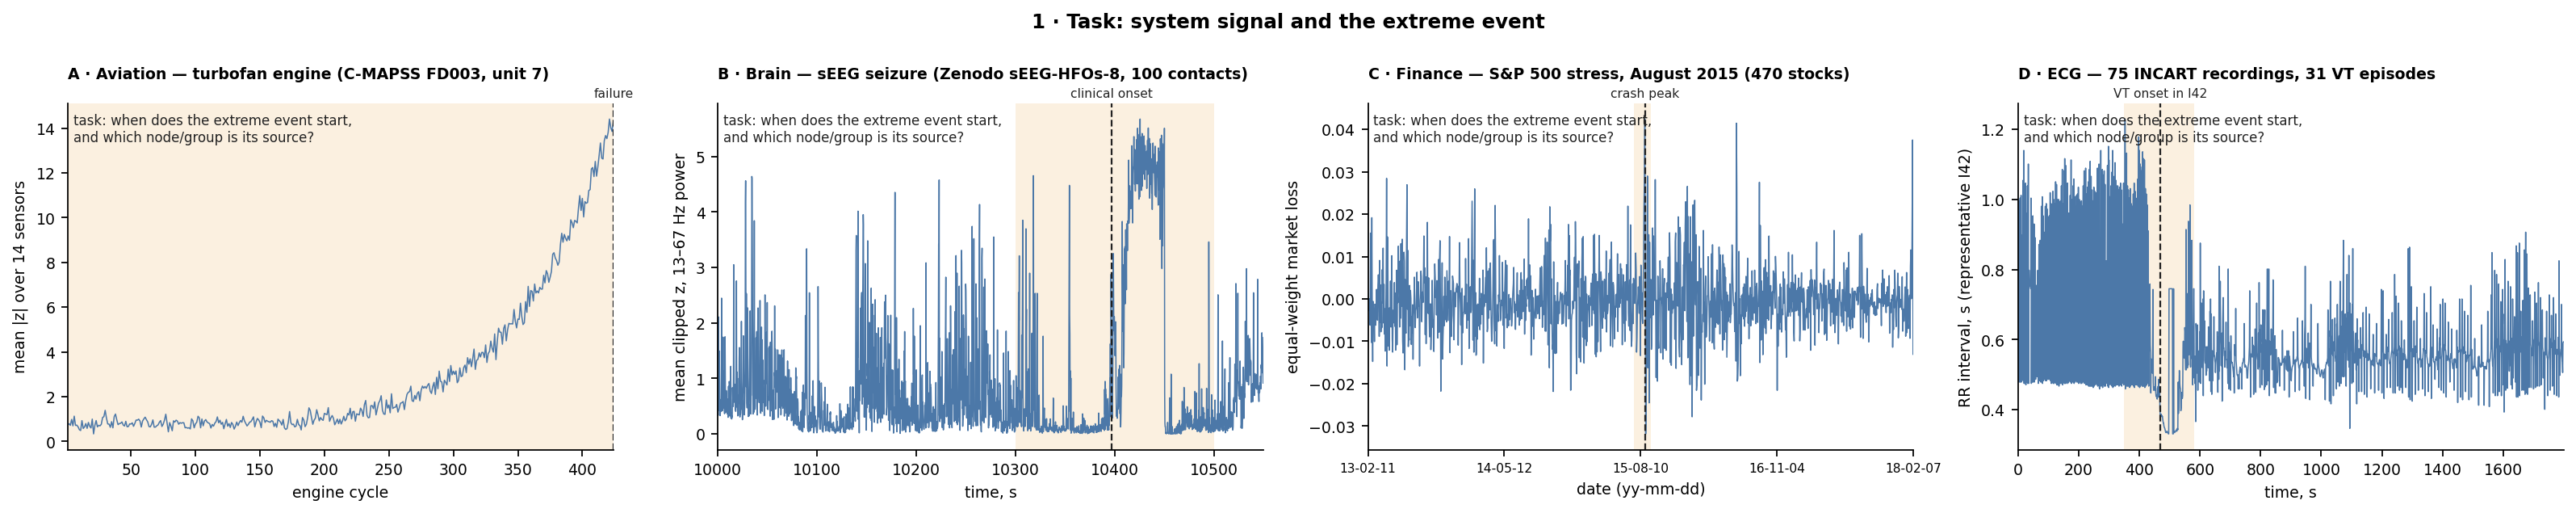 1 · Task: system signal and the extreme event
A · Aviation — turbofan engine (C-MAPSS FD003, unit 7)
failure
task: when does the extreme event start,
and which node/group is its source?
mean |z| over 14 sensors
14
12
10
8
6
4
2
0
50 100 150 200 250 300 350 400
engine cycle
B · Brain — sEEG seizure (Zenodo sEEG-HFOs-8, 100 contacts)
clinical onset
task: when does the extreme event start,
and which node/group is its source?
mean clipped z, 13–67 Hz power
5
4
3
2
1
0
10000 10100 10200 10300 10400 10500
time, s
C · Finance — S&P 500 stress, August 2015 (470 stocks)
crash peak
task: when does the extreme event start,
and which node/group is its source?
equal-weight market loss
0.04
0.03
0.02
0.01
0.00
−0.01
−0.02
−0.03
13-02-11 14-05-12 15-08-10 16-11-04 18-02-07
date (yy-mm-dd)
D · ECG — 75 INCART recordings, 31 VT episodes
VT onset in I42
task: when does the extreme event start,
and which node/group is its source?
RR interval, s (representative I42)
1.2
1.0
0.8
0.6
0.4
0 200 400 600 800 1000 1200 1400 1600
time, s